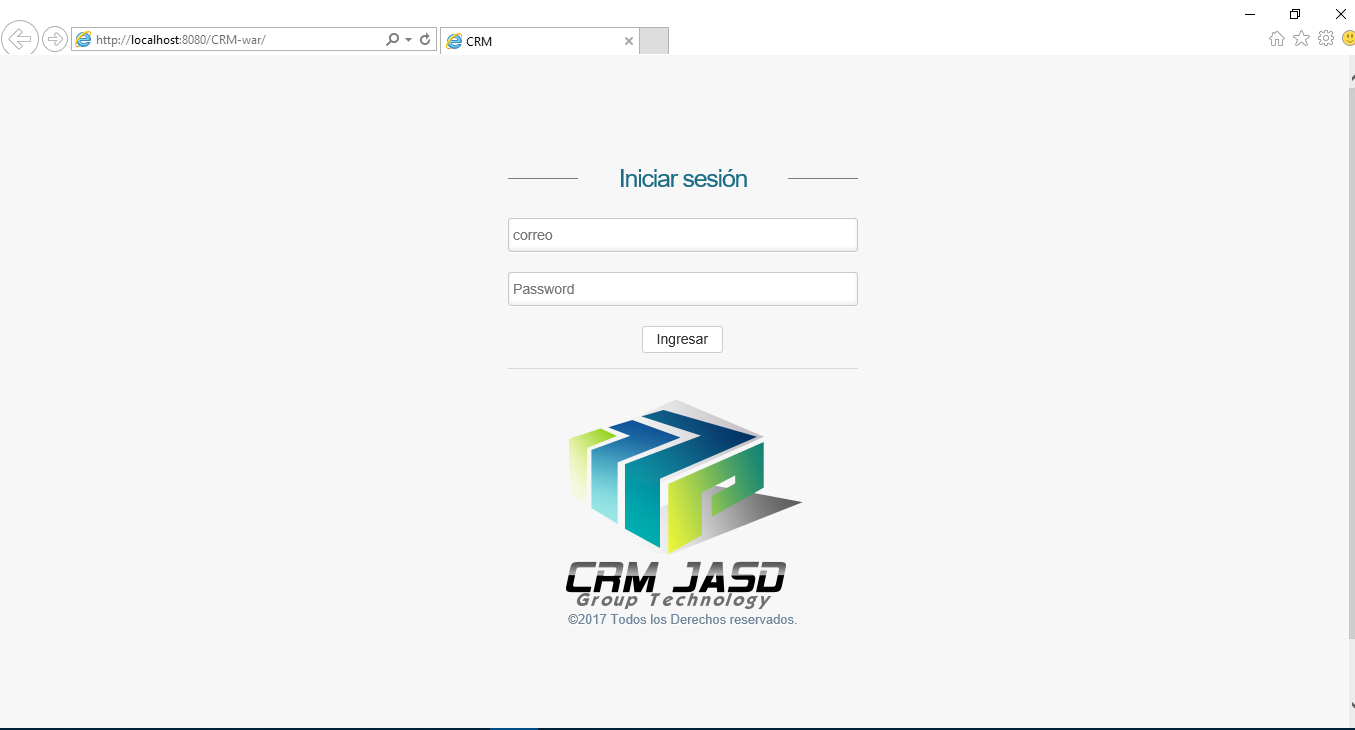 http://localhost:8080/CRM-war/
CRM
Iniciar sesión
correo
Password
Ingresar
CRM JASD
Group Technology
©2017 Todos los Derechos reservados.